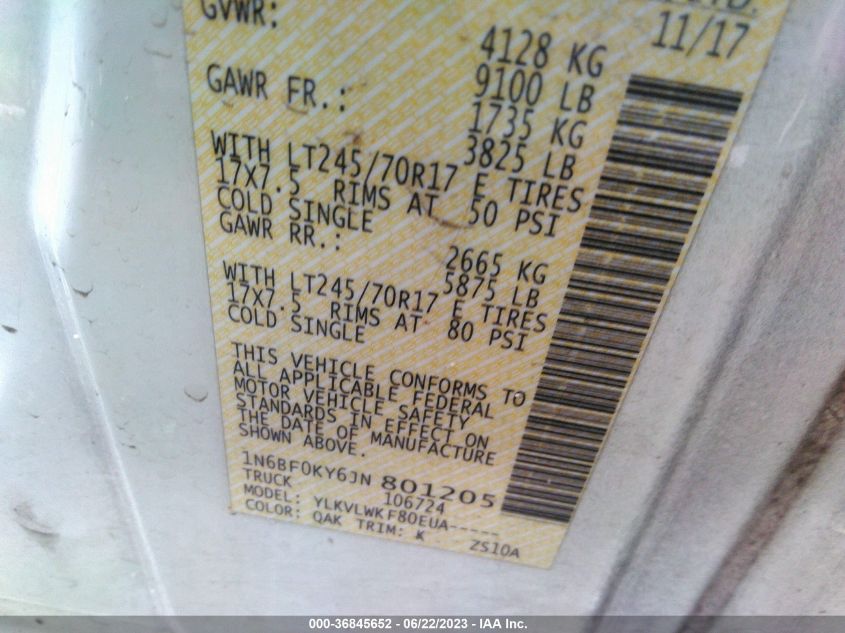 11/17
GVWR:
4128 KG
9100 LB
GAWR FR.:
1735 KG
3825 LB
WITH LT245/70R17 E TIRES
17X7.5 RIMS AT 50 PSI
COLD SINGLE
GAWR RR.:
2665 KG
5875 LB
WITH LT245/70R17 E TIRES
17X7.5 RIMS AT 80 PSI
COLD SINGLE
THIS VEHICLE CONFORMS TO
ALL APPLICABLE FEDERAL
MOTOR VEHICLE SAFETY
STANDARDS IN EFFECT ON
THE DATE OF MANUFACTURE
SHOWN ABOVE.
1N6BF0KY6JN 801205
TRUCK 106724
MODEL: YLKVLWKF80EUA-----
COLOR: QAK TRIM: K ZS10A
000-36845652 - 06/22/2023 - IAA Inc.